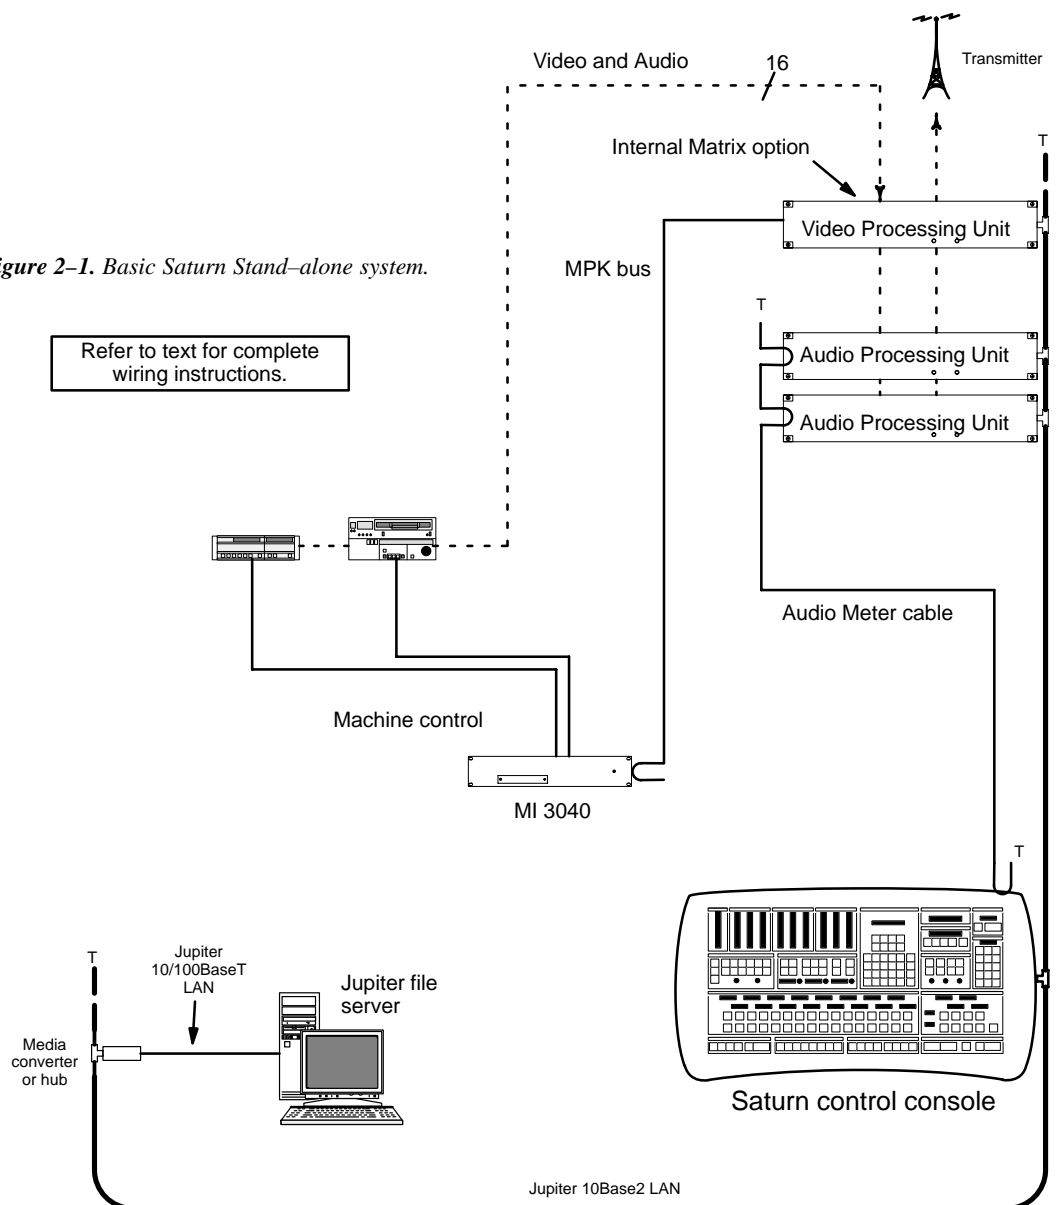 Video and Audio
16
Transmitter
T
Internal Matrix option
Video Processing Unit
igure 2–1. Basic Saturn Stand–alone system.
MPK bus
T
Refer to text for complete
wiring instructions.
Audio Processing Unit
Audio Processing Unit
Audio Meter cable
Machine control
MI 3040
T
T
Jupiter
10/100BaseT
LAN
Jupiter file
server
Media
converter
or hub
Saturn control console
Jupiter 10Base2 LAN